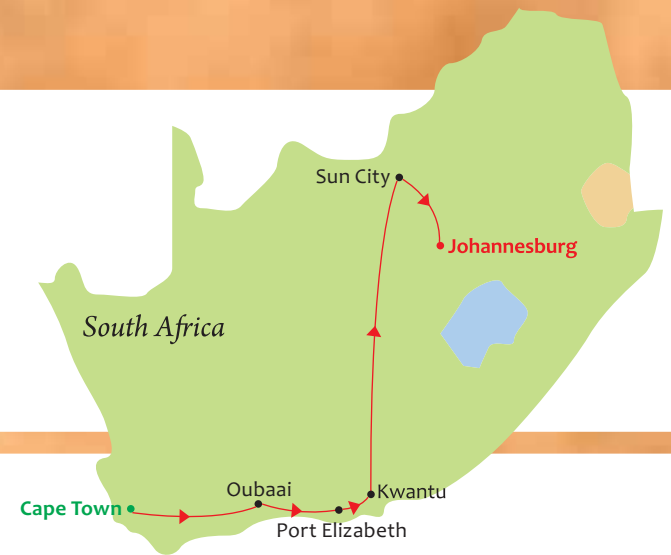 Sun City
Johannesburg
South Africa
Oubaai
Kwantu
Cape Town
Port Elizabeth